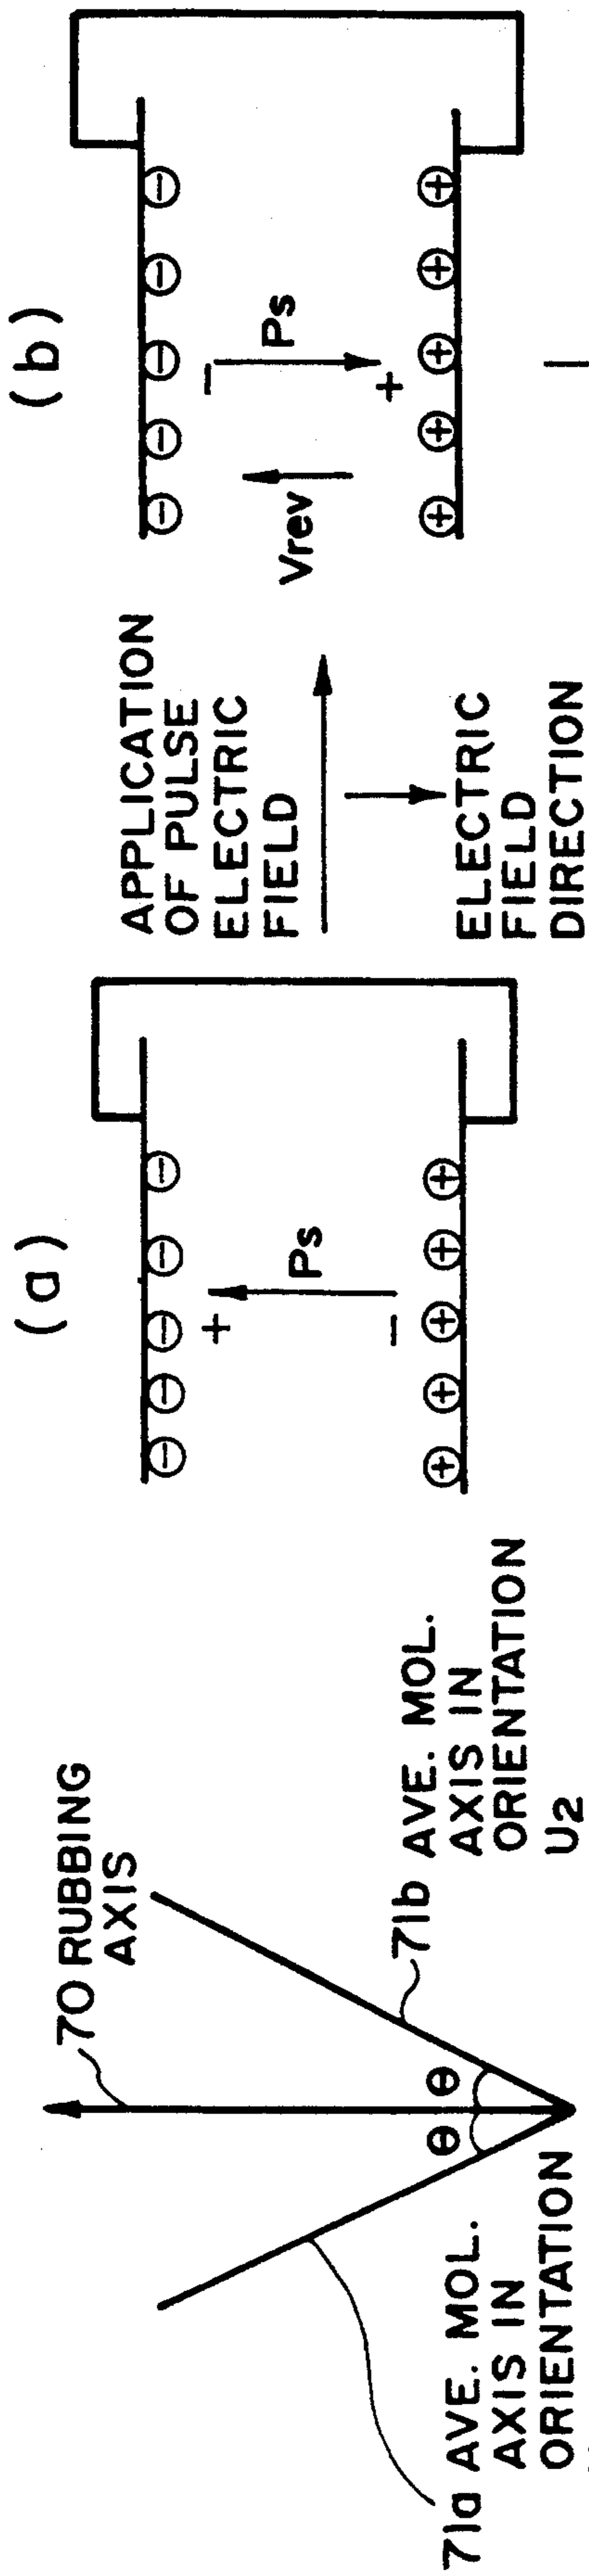 70 RUBBING
AXIS
θ θ
71a AVE. MOL.
AXIS IN
ORIENTATION
71b AVE. MOL.
AXIS IN
ORIENTATION
U2
(a)
⊖ ⊖ ⊖ ⊖ ⊖
+
Ps
−
⊕ ⊕ ⊕ ⊕ ⊕
APPLICATION
OF PULSE
ELECTRIC
FIELD
ELECTRIC
FIELD
DIRECTION
(b)
⊖ ⊖ ⊖ ⊖ ⊖
−
Vrev
Ps
+
⊕ ⊕ ⊕ ⊕ ⊕